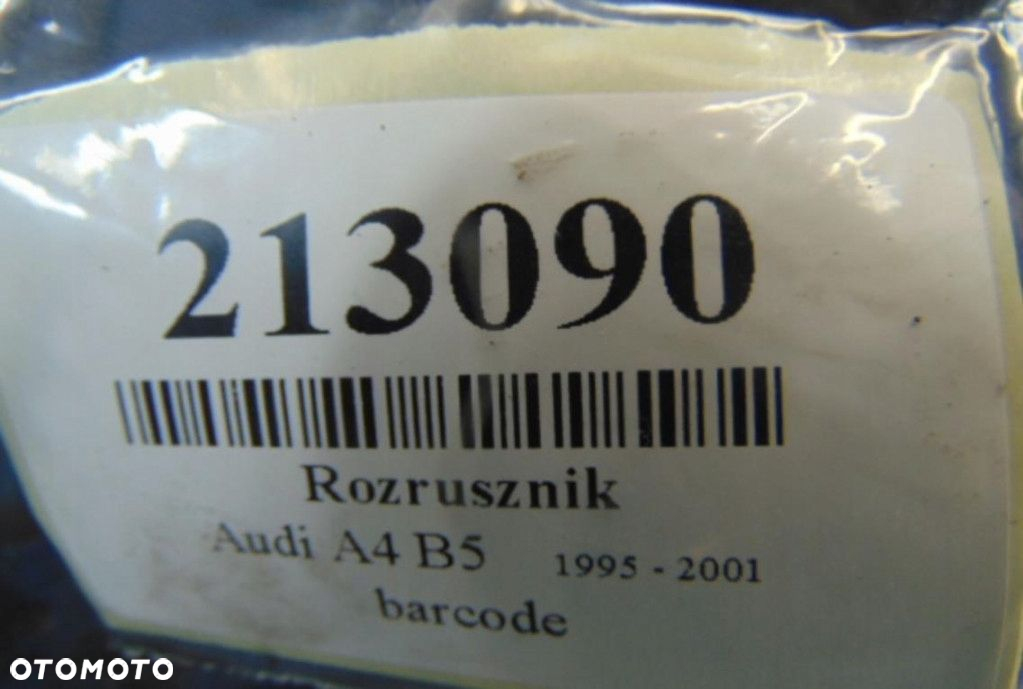 213090
Rozrusznik
Audi A4 B5 1995 - 2001
barcode
OTOMOTO